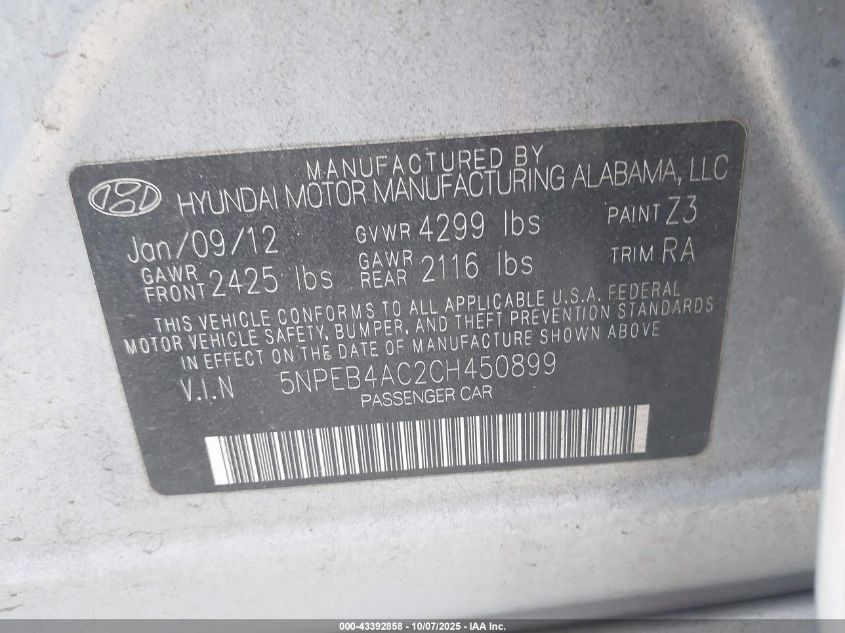 MANUFACTURED BY
HYUNDAI MOTOR MANUFACTURING ALABAMA, LLC
Jan/09/12 GVWR 4299 lbs PAINT Z3
GAWR FRONT 2425 lbs GAWR REAR 2116 lbs TRIM RA
THIS VEHICLE CONFORMS TO ALL APPLICABLE U.S.A. FEDERAL
MOTOR VEHICLE SAFETY, BUMPER, AND THEFT PREVENTION STANDARDS
IN EFFECT ON THE DATE OF MANUFACTURE SHOWN ABOVE
V.I.N 5NPEB4AC2CH450899
PASSENGER CAR
000-43392858 - 10/07/2025 - IAA Inc.